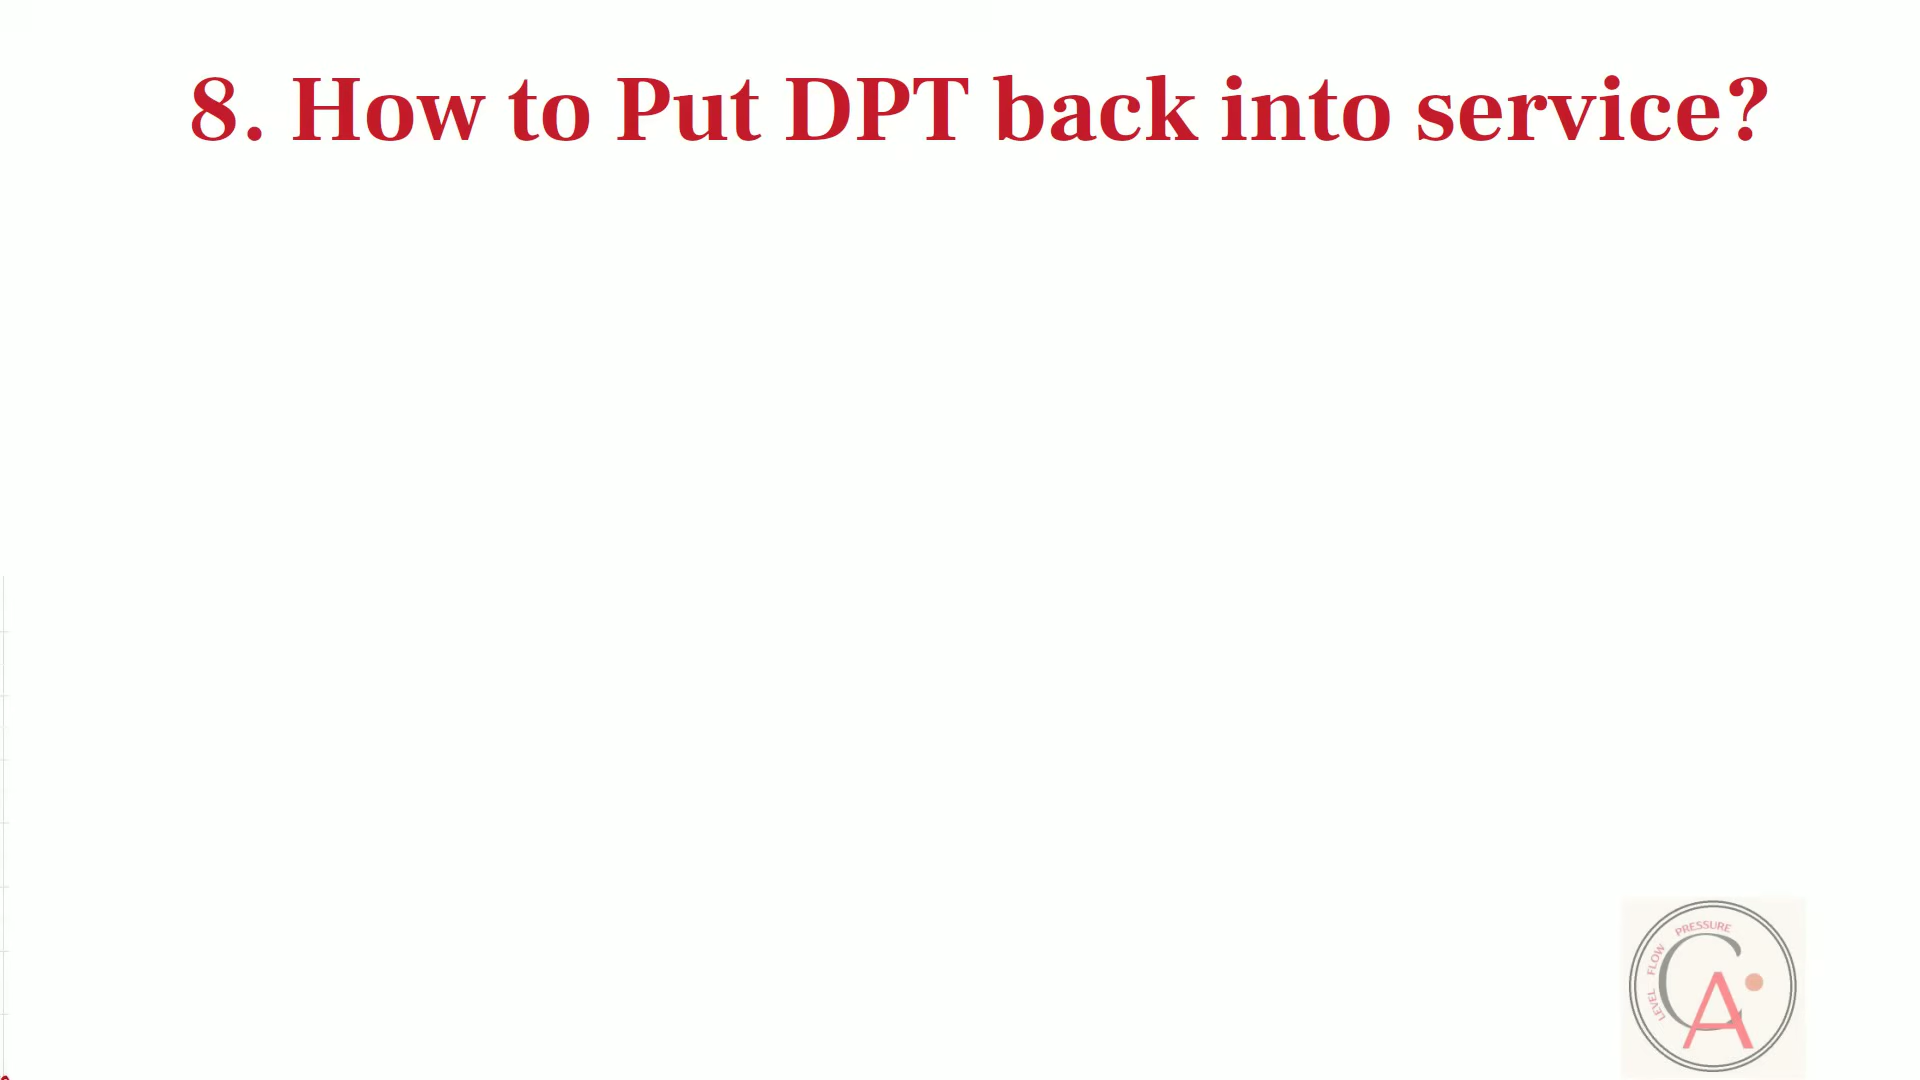 8. How to Put DPT back into service?
LEVEL FLOW PRESSURE
CA